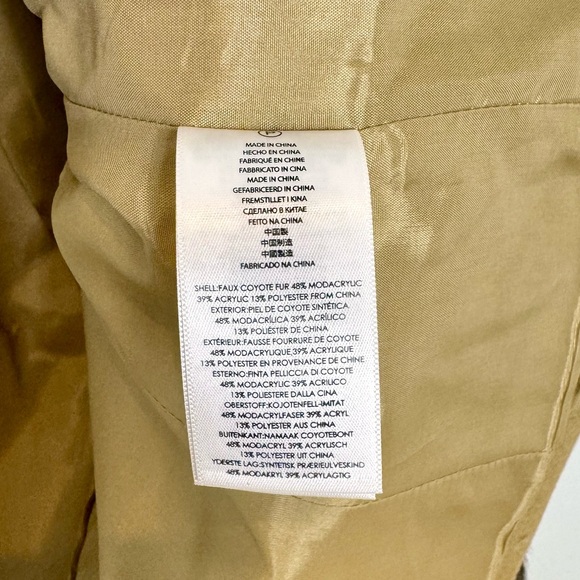 MADE IN CHINA
HECHO EN CHINA
FABRIQUÉ EN CHINE
FABBRICATO IN CINA
MADE IN CHINA
GEFABRICEERD IN CHINA
FREMSTILLET I KINA
СДЕЛАНО В КИТАЕ
FEITO NA CHINA
中国製
中国制造
中國製造
FABRICADO NA CHINA
SHELL:FAUX COYOTE FUR 48% MODACRYLIC
39% ACRYLIC 13% POLYESTER FROM CHINA
EXTERIOR:PIEL DE COYOTE SINTÉTICA
48% MODACRÍLICA 39% ACRÍLICO
13% POLIÉSTER DE CHINA
EXTÉRIEUR:FAUSSE FOURRURE DE COYOTE
48% MODACRYLIQUE,39% ACRYLIQUE
13% POLYESTER EN PROVENANCE DE CHINE
ESTERNO:FINTA PELLICCIA DI COYOTE
48% MODACRILIC 39% ACRILICO
13% POLIESTERE DALLA CINA
OBERSTOFF:KOJOTENFELL-IMITAT
48% MODACRYLFASER 39% ACRYL
13% POLYESTER AUS CHINA
BUITENKANT:NAMAAK COYOTEBONT
48% MODACRYL 39% ACRYLISCH
13% POLYESTER UIT CHINA
YDERSTE LAG:SYNTETISK PRÆRIEULVESKIND
48% MODAKRYL 39% ACRYLAGTIG